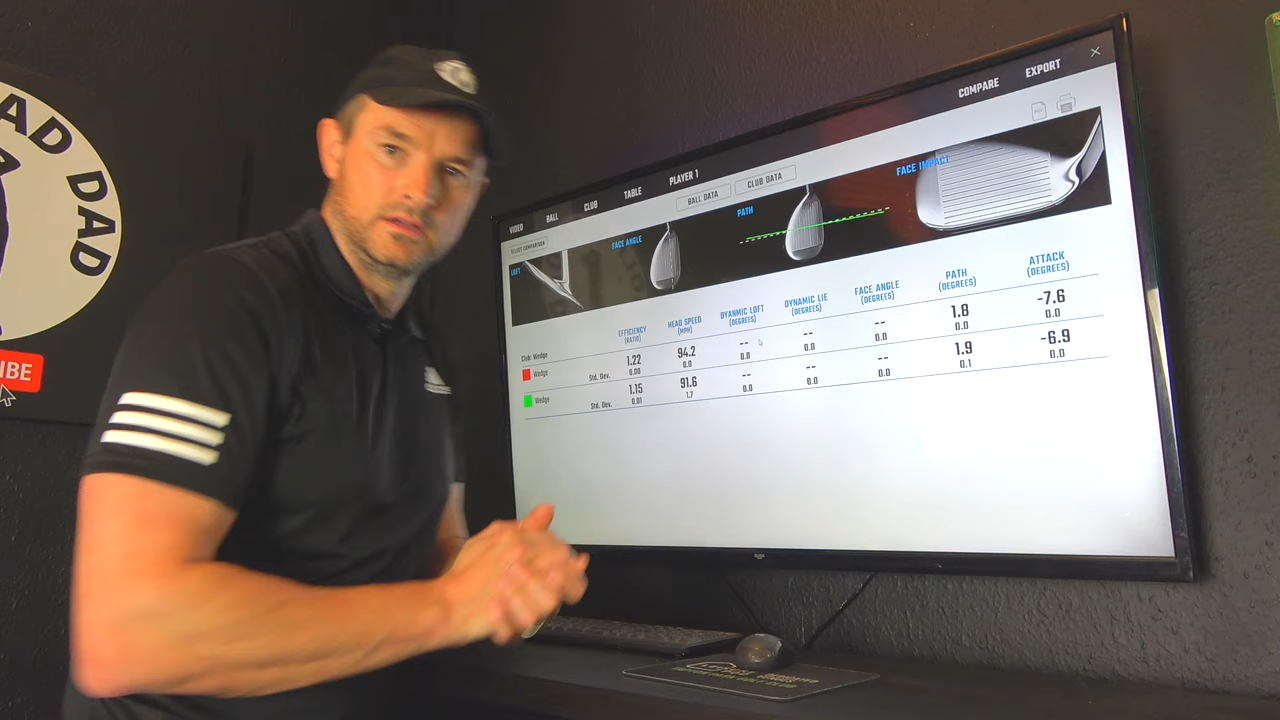 AD DAD
IBE
COMPARE EXPORT
VIDEO BALL CLUB TABLE PLAYER 1
BALL DATA CLUB DATA
SELECT COMPARISON
LOFT FACE ANGLE PATH FACE IMPACT
EFFICIENCY (RATIO) HEAD SPEED (MPH) DYANMIC LOFT (DEGREES) DYNAMIC LIE (DEGREES) FACE ANGLE (DEGREES) PATH (DEGREES) ATTACK (DEGREES)
Club: Wedge
Wedge 1.22 94.2 -- -- -- 1.8 -7.6
Std. Dev. 0.00 0.0 0.0 0.0 0.0 0.0 0.0
Wedge 1.15 91.6 -- -- -- 1.9 -6.9
Std. Dev. 0.01 1.7 0.0 0.0 0.0 0.1 0.0